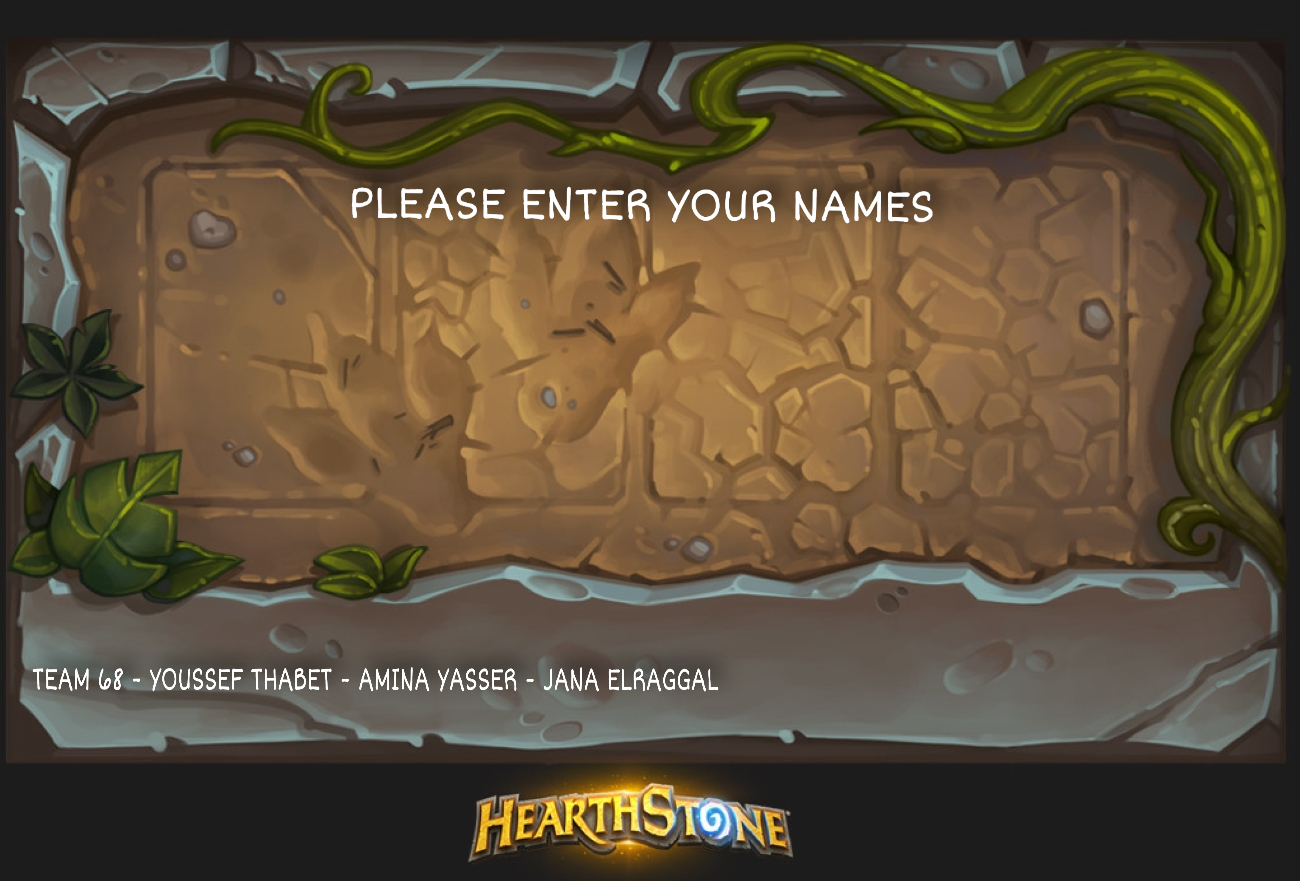 PLEASE ENTER YOUR NAMES
TEAM 68 - YOUSSEF THABET - AMINA YASSER - JANA ELRAGGAL
HEARTHSTONE